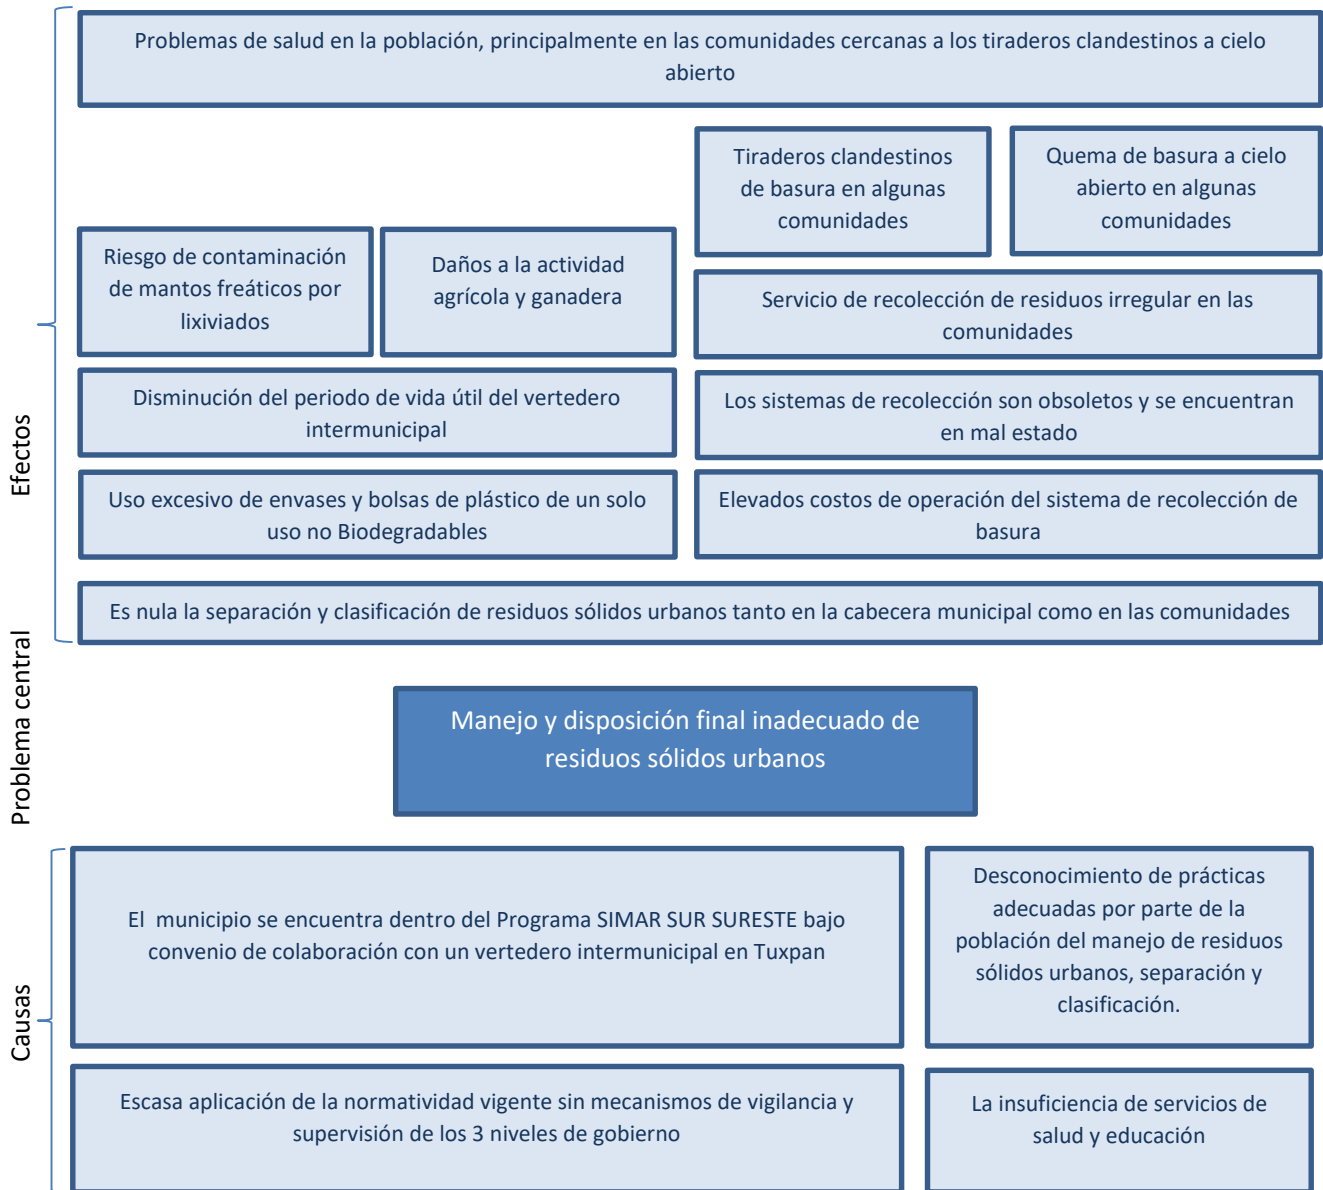 Problemas de salud en la población, principalmente en las comunidades cercanas a los tiraderos clandestinos a cielo
abierto
Tiraderos clandestinos
de basura en algunas
comunidades
Quema de basura a cielo
abierto en algunas
comunidades
Riesgo de contaminación
de mantos freáticos por
lixiviados
Daños a la actividad
agrícola y ganadera
Servicio de recolección de residuos irregular en las
comunidades
Disminución del periodo de vida útil del vertedero
intermunicipal
Los sistemas de recolección son obsoletos y se encuentran
en mal estado
Efectos
Uso excesivo de envases y bolsas de plástico de un solo
uso no Biodegradables
Elevados costos de operación del sistema de recolección de
basura
Es nula la separación y clasificación de residuos sólidos urbanos tanto en la cabecera municipal como en las comunidades
Problema central
Manejo y disposición final inadecuado de
residuos sólidos urbanos
Causas
El  municipio se encuentra dentro del Programa SIMAR SUR SURESTE bajo
convenio de colaboración con un vertedero intermunicipal en Tuxpan
Desconocimiento de prácticas
adecuadas por parte de la
población del manejo de residuos
sólidos urbanos, separación y
clasificación.
Escasa aplicación de la normatividad vigente sin mecanismos de vigilancia y
supervisión de los 3 niveles de gobierno
La insuficiencia de servicios de
salud y educación